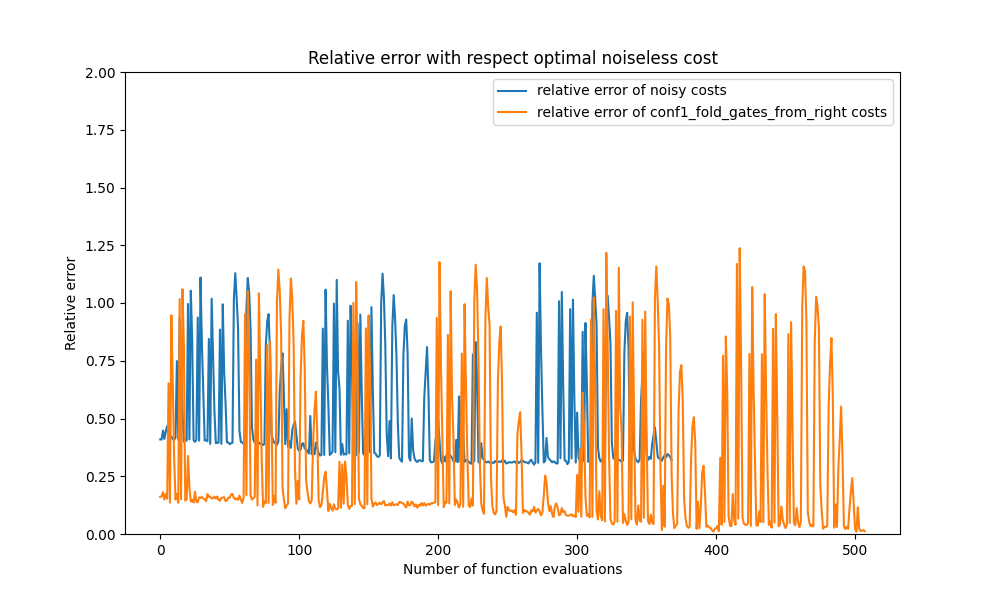 Relative error with respect optimal noiseless cost
relative error of noisy costs
relative error of conf1_fold_gates_from_right costs
Relative error
2.00
1.75
1.50
1.25
1.00
0.75
0.50
0.25
0.00
0 100 200 300 400 500
Number of function evaluations